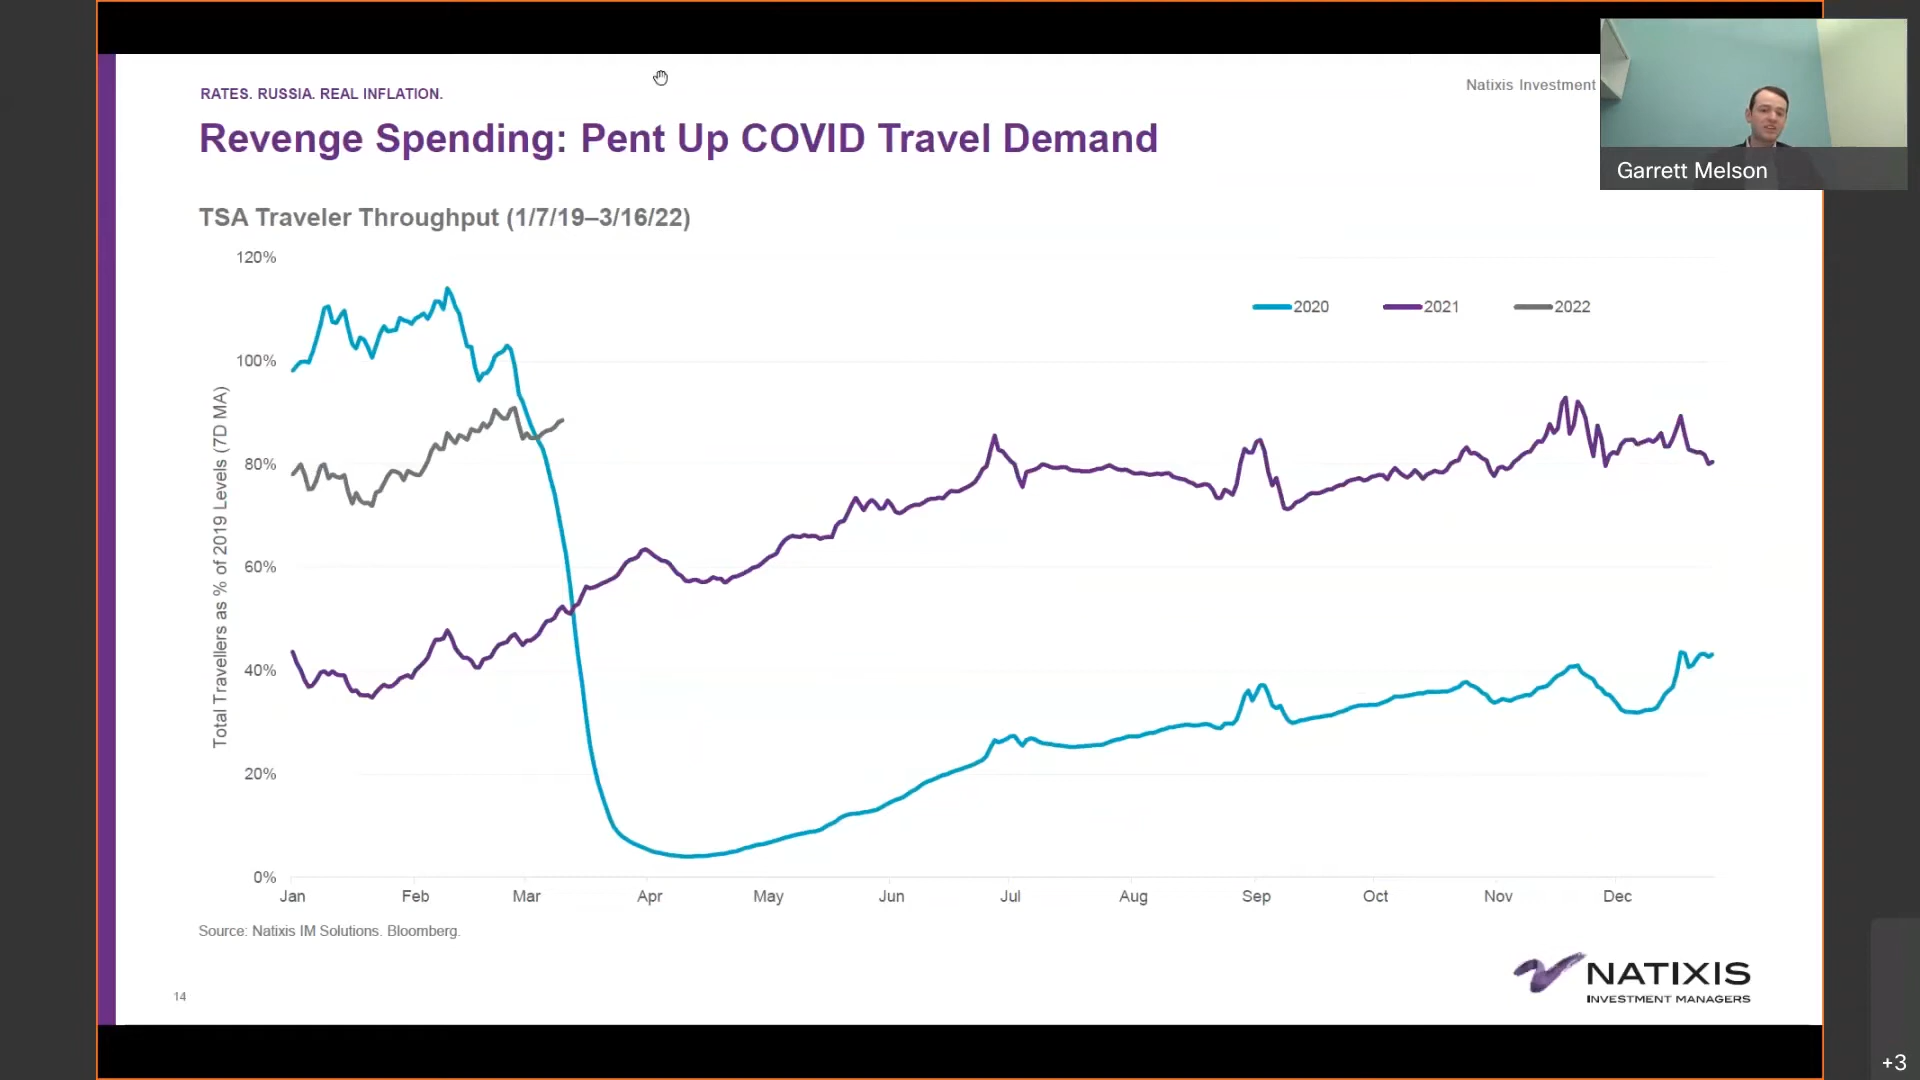 RATES. RUSSIA. REAL INFLATION.
Natixis Investment
Revenge Spending: Pent Up COVID Travel Demand
Garrett Melson
TSA Traveler Throughput (1/7/19–3/16/22)
Total Travellers as % of 2019 Levels (7D MA)
120%
100%
80%
60%
40%
20%
0%
2020 2021 2022
Jan Feb Mar Apr May Jun Jul Aug Sep Oct Nov Dec
Source: Natixis IM Solutions. Bloomberg.
NATIXIS
INVESTMENT MANAGERS
14
+3